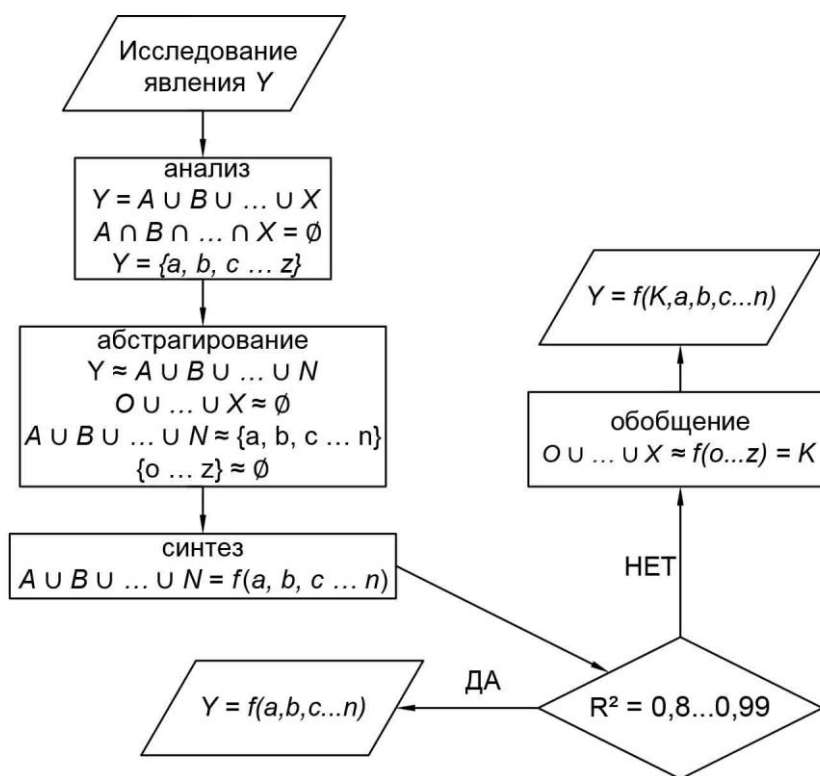 Исследование
явления Y
анализ
Y = A ∪ B ∪ ... ∪ X
A ∩ B ∩ ... ∩ X = ∅
Y = {a, b, c ... z}
абстрагирование
Y ≈ A ∪ B ∪ ... ∪ N
O ∪ ... ∪ X ≈ ∅
A ∪ B ∪ ... ∪ N ≈ {a, b, c ... n}
{o ... z} ≈ ∅
синтез
A ∪ B ∪ ... ∪ N = f(a, b, c ... n)
Y = f(K,a,b,c...n)
обобщение
O ∪ ... ∪ X ≈ f(o...z) = K
НЕТ
ДА
R² = 0,8...0,99
Y = f(a,b,c...n)